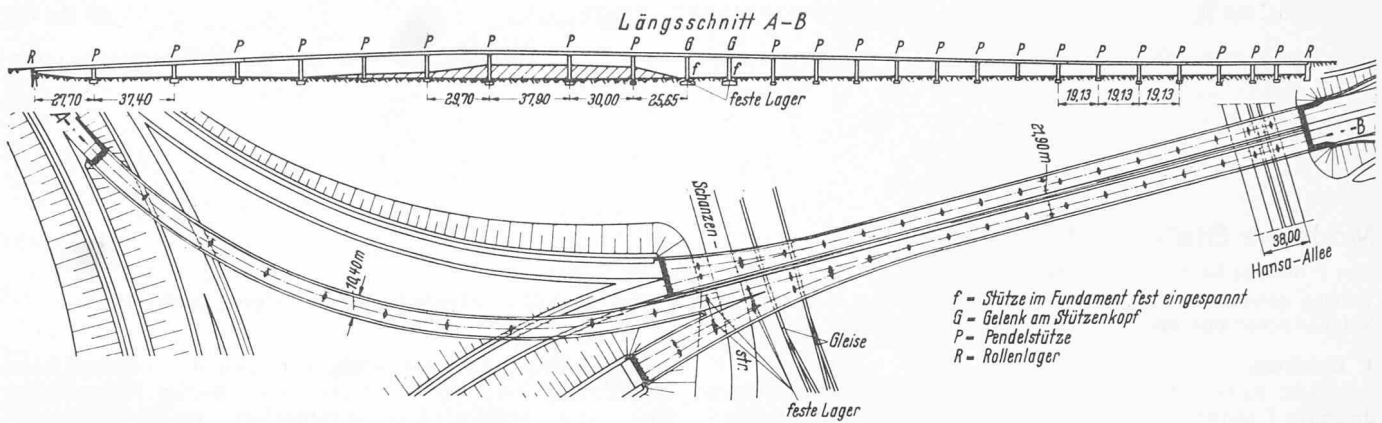 Längsschnitt A-B
R P P P P P P P P P G G P P P P P P P P P P P P P P R
f f
feste Lager
27,70 37,40 29,70 37,90 30,00 25,65 19,13 19,13 19,13
A
B
21,90m
Schanzen-
str.
10,40m
38,00
Hansa-Allee
Gleise
feste Lager
f = Stütze im Fundament fest eingespannt
G = Gelenk am Stützenkopf
P = Pendelstütze
R = Rollenlager